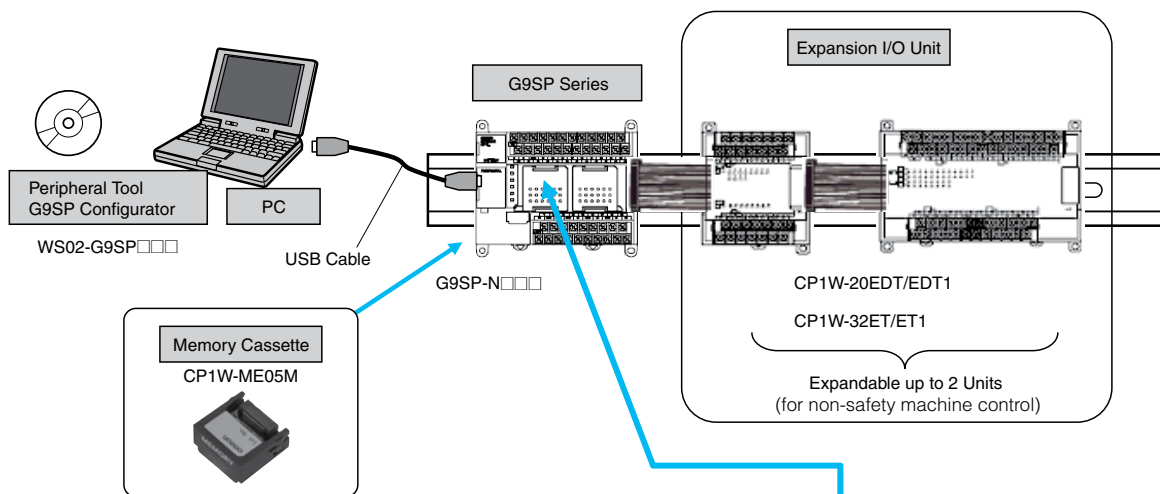 Expansion I/O Unit
G9SP Series
Peripheral Tool
G9SP Configurator
PC
WS02-G9SP□□□
USB Cable
G9SP-N□□□
CP1W-20EDT/EDT1
CP1W-32ET/ET1
Expandable up to 2 Units
(for non-safety machine control)
Memory Cassette
CP1W-ME05M